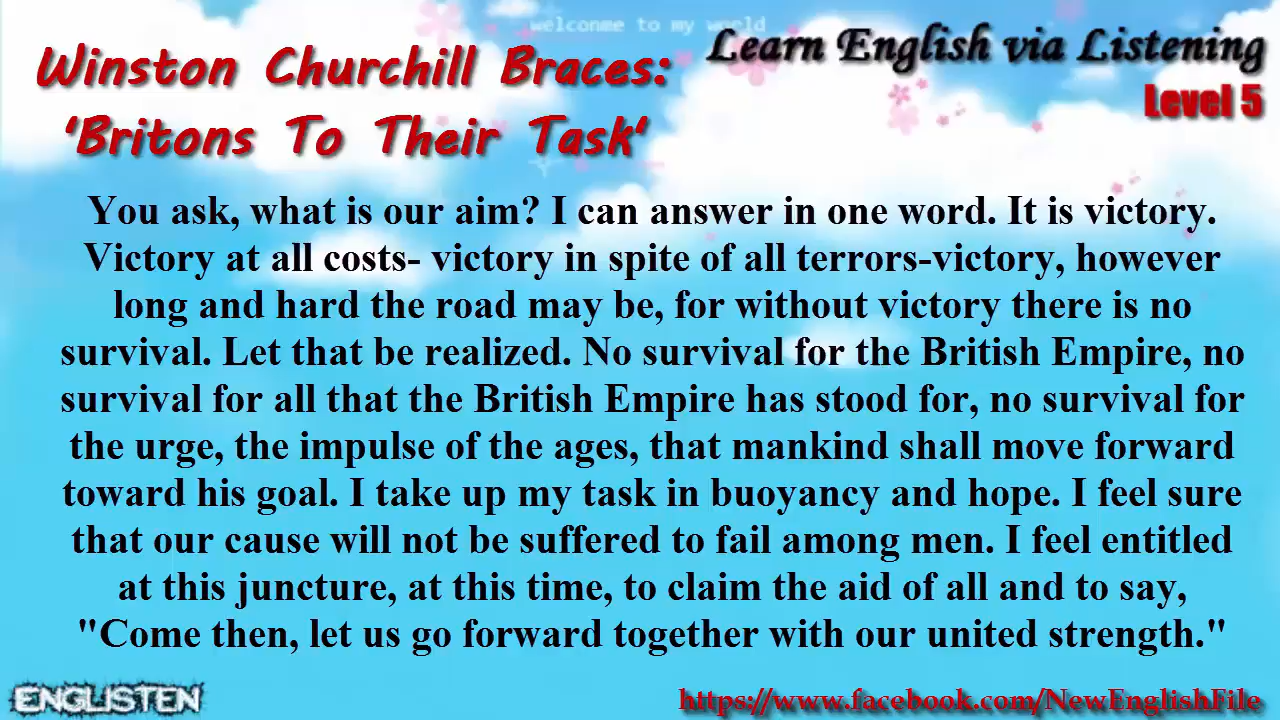 welconme to my world
Winston Churchill Braces:
'Britons To Their Task'
Learn English via Listening
Level 5
You ask, what is our aim? I can answer in one word. It is victory.
Victory at all costs- victory in spite of all terrors-victory, however
long and hard the road may be, for without victory there is no
survival. Let that be realized. No survival for the British Empire, no
survival for all that the British Empire has stood for, no survival for
the urge, the impulse of the ages, that mankind shall move forward
toward his goal. I take up my task in buoyancy and hope. I feel sure
that our cause will not be suffered to fail among men. I feel entitled
at this juncture, at this time, to claim the aid of all and to say,
"Come then, let us go forward together with our united strength."
ENGLISTEN
https://www.facebook.com/NewEnglishFile